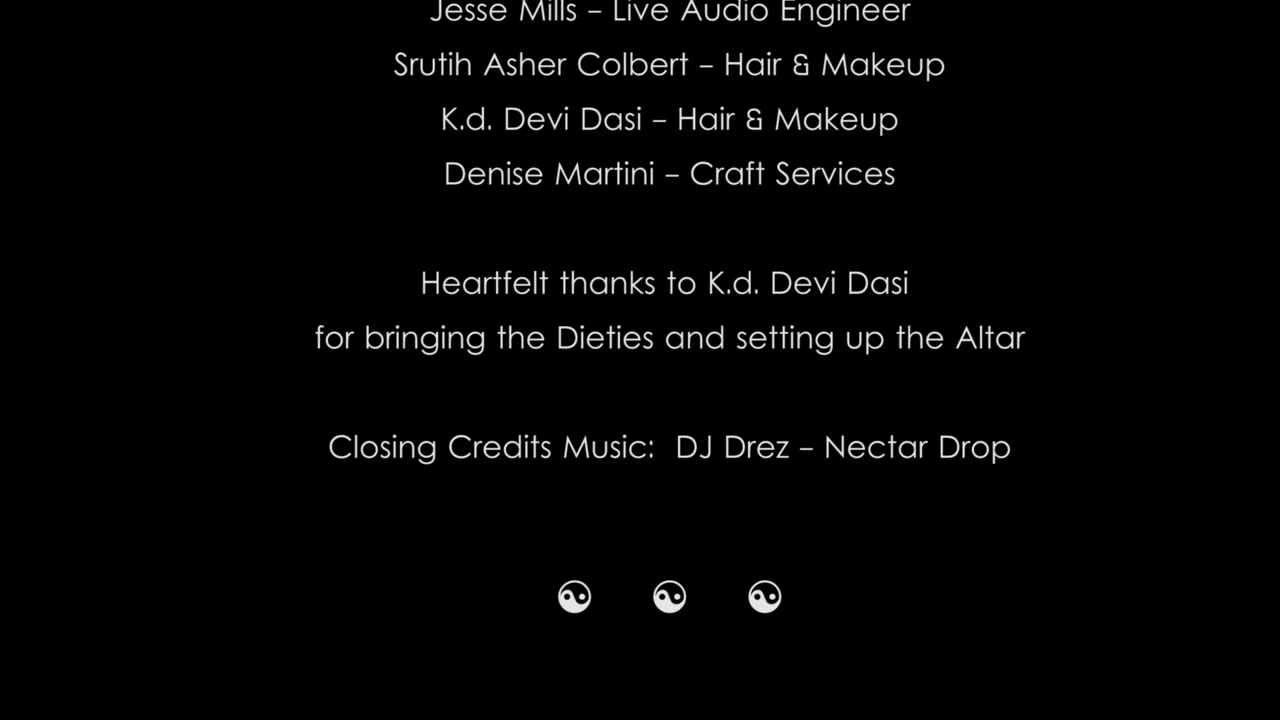 Jesse Mills – Live Audio Engineer
Srutih Asher Colbert – Hair & Makeup
K.d. Devi Dasi – Hair & Makeup
Denise Martini – Craft Services
Heartfelt thanks to K.d. Devi Dasi
for bringing the Dieties and setting up the Altar
Closing Credits Music:  DJ Drez – Nectar Drop
☯ ☯ ☯